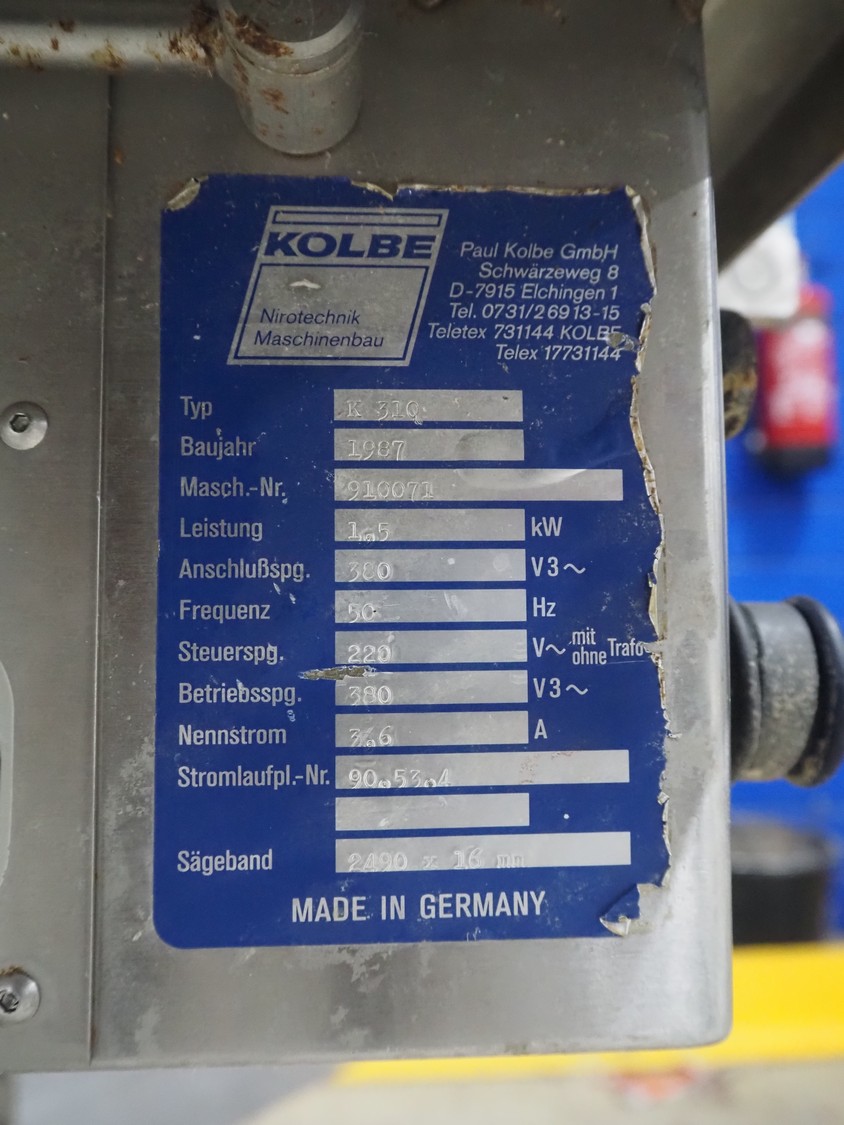 KOLBE
Nirotechnik
Maschinenbau
Paul Kolbe GmbH
Schwärzeweg 8
D-7915 Elchingen 1
Tel. 0731/26913-15
Teletex 731144 KOLBE
Telex 17731144
Typ K 310
Baujahr 1987
Masch.-Nr. 916071
Leistung 1,5 kW
Anschlußspg. 380 V3~
Frequenz 50 Hz
Steuerspg. 220 V~ mit ohne Trafo
Betriebsspg. 380 V3~
Nennstrom 3,6 A
Stromlaufpl.-Nr. 90.53.4
Sägeband 2490 x 16 mm
MADE IN GERMANY